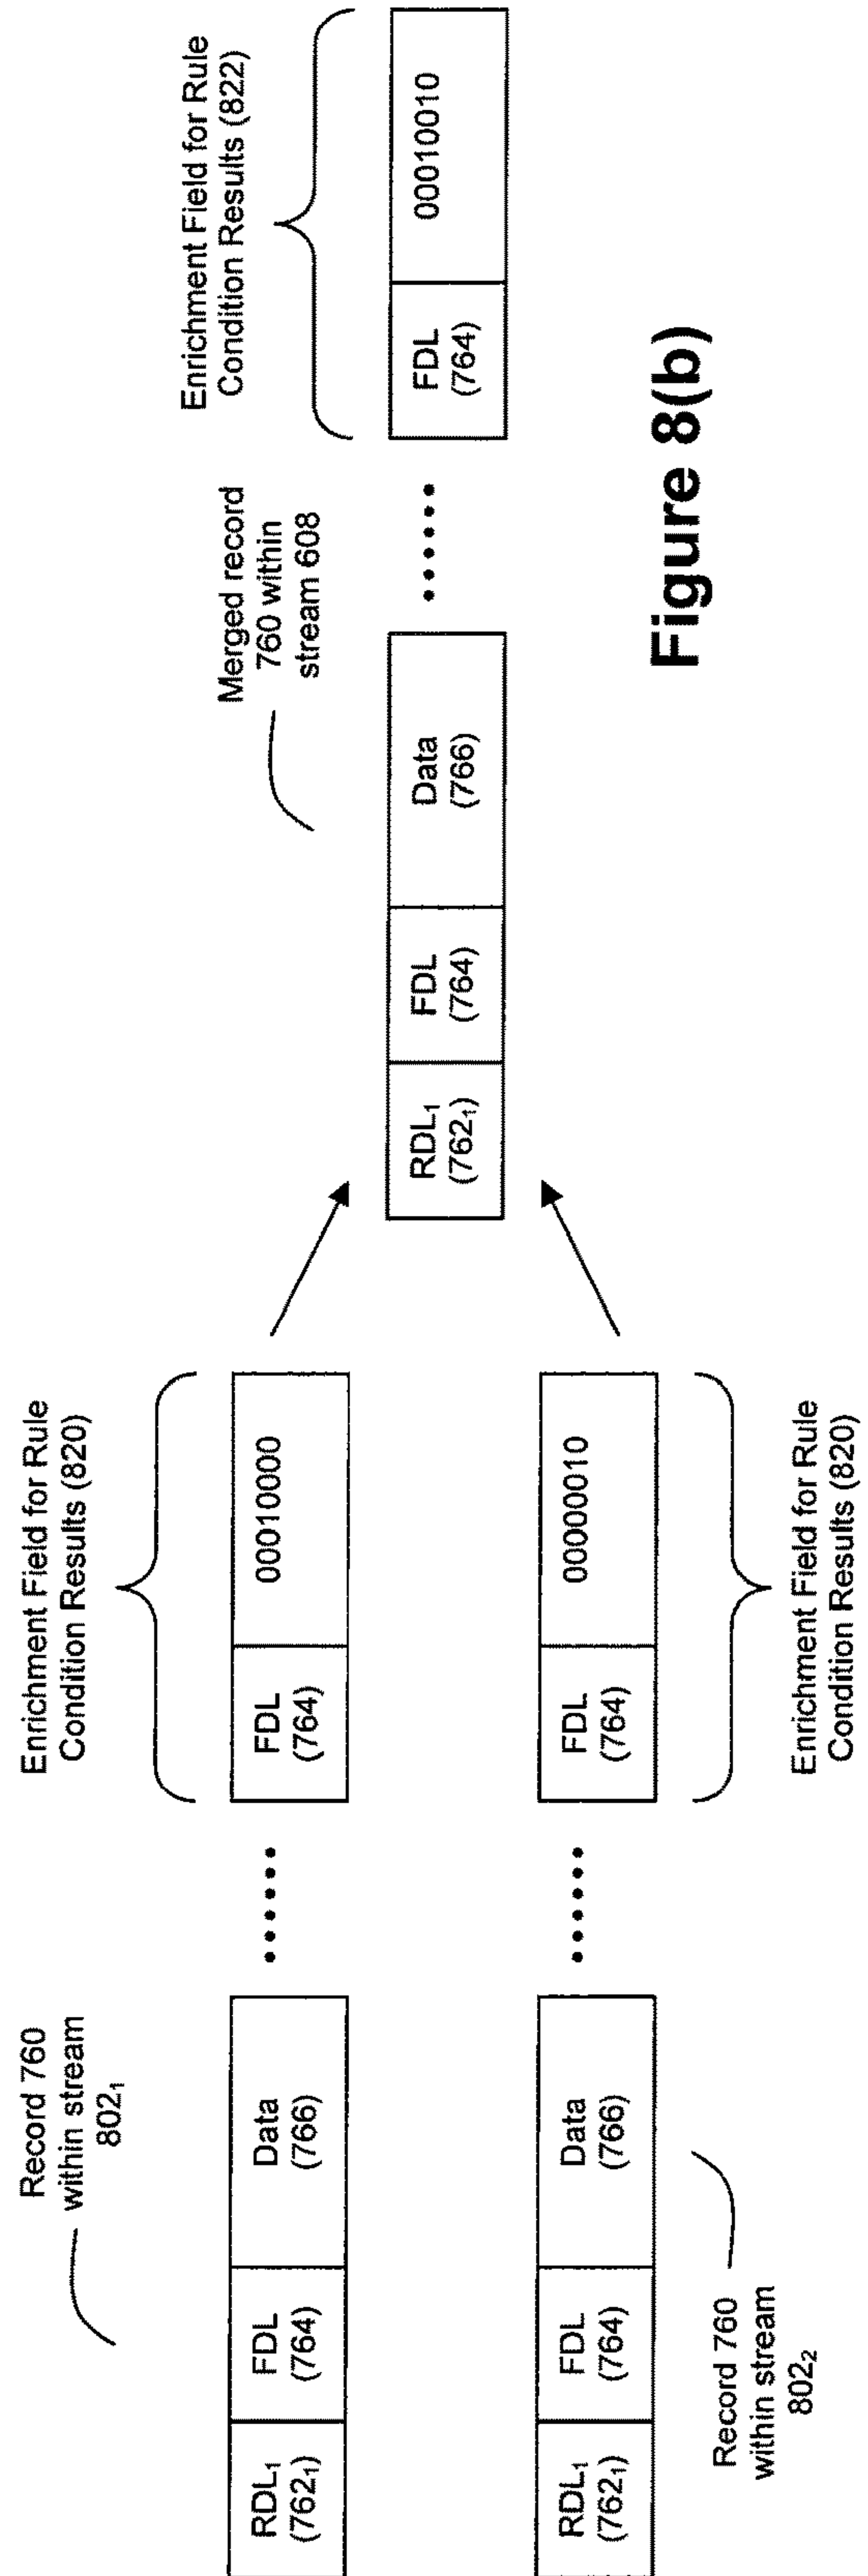 Record 760
within stream
802₁
Enrichment Field for Rule
Condition Results (820)
RDL₁
(762₁)
FDL
(764)
Data
(766)
......
FDL
(764)
00010000
RDL₁
(762₁)
FDL
(764)
Data
(766)
......
FDL
(764)
00000010
Record 760
within stream
802₂
Enrichment Field for Rule
Condition Results (820)
Merged record
760 within
stream 608
Enrichment Field for Rule
Condition Results (822)
RDL₁
(762₁)
FDL
(764)
Data
(766)
......
FDL
(764)
00010010
Figure 8(b)